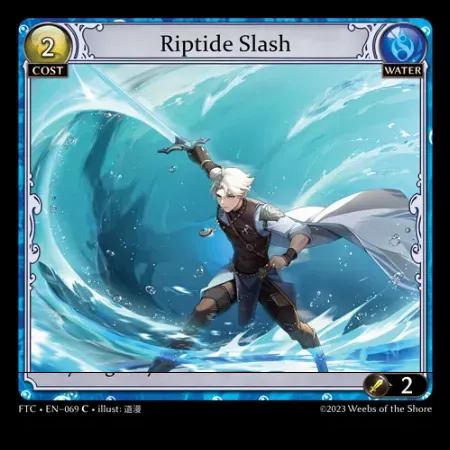 2
Riptide Slash
COST
WATER
2
FTC • EN-069 C • illust: 道漫
©2023 Weebs of the Shore